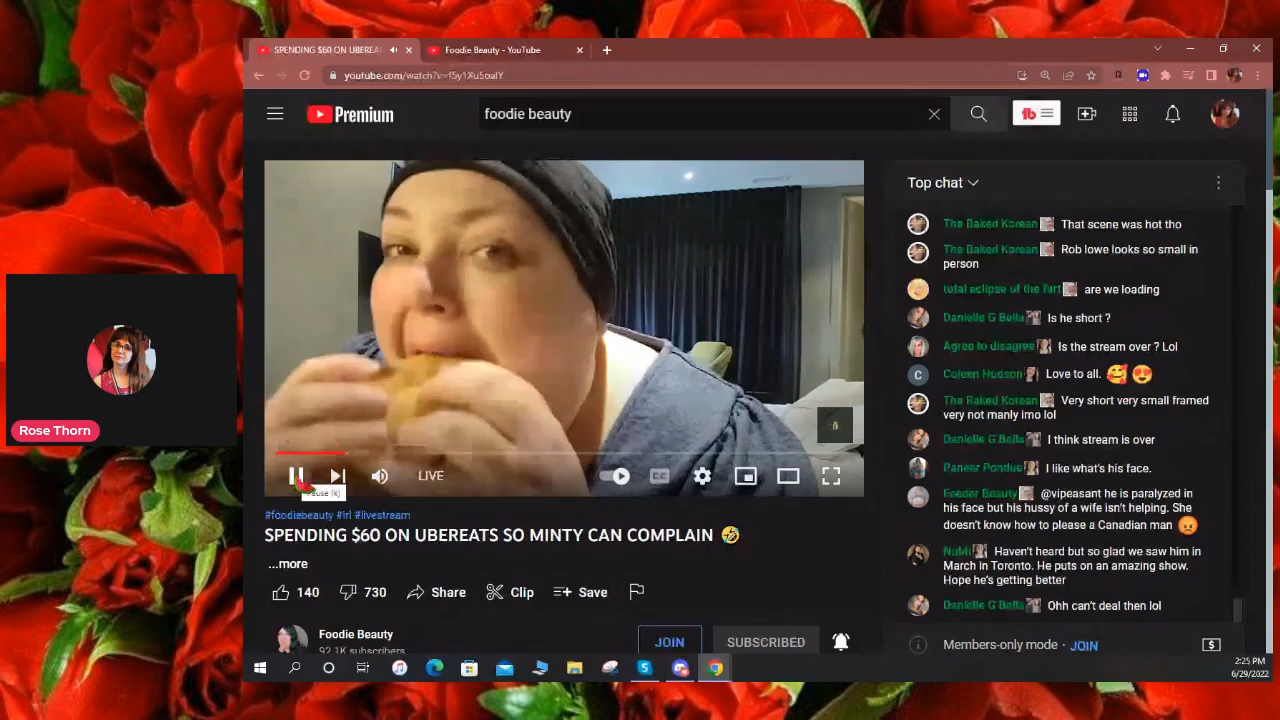 SPENDING $60 ON UBEREA
Foodie Beauty - YouTube
Premium
foodie beauty
Top chat
The Baked Korean That scene was hot tho
The Baked Korean Rob lowe looks so small in
person
total eclipse of the fart are we loading
Danielle G Bella Is he short ?
Agree to disagree Is the stream over ? Lol
C
Coleen Hudson Love to all. 🥰 😍
The Baked Korean Very short very small framed
very not manly imo lol
Danielle G Bella I think stream is over
I like what's his face.
Feeder Beauty @vipeasant he is paralyzed in
his face but his hussy of a wife isn't helping. She
doesn't know how to please a Canadian man 😡
NuMi Haven't heard but so glad we saw him in
March in Toronto. He puts on an amazing show.
Hope he's getting better
Danielle G Bella Ohh can't deal then lol
Members-only mode · JOIN
Rose Thorn
LIVE
Pause (k)
#foodiebeauty #irl #livestream
SPENDING $60 ON UBEREATS SO MINTY CAN COMPLAIN 🤣
...more
140
730
Share
Clip
Save
Foodie Beauty
92.1K subscribers
JOIN
SUBSCRIBED
2:25 PM
6/29/2022